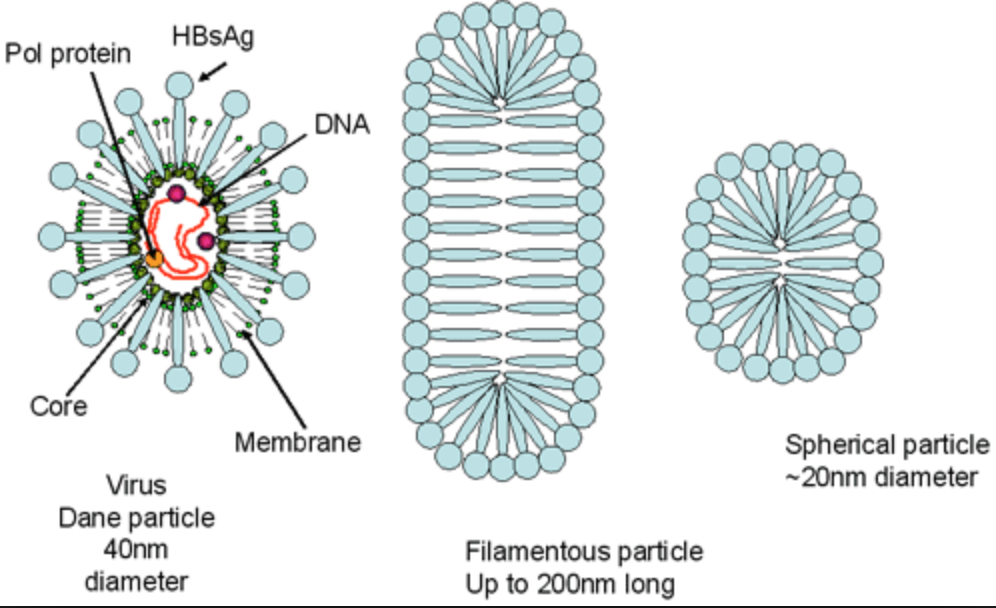 Pol protein
HBsAg
DNA
Core
Membrane
Virus
Dane particle
40nm
diameter
Filamentous particle
Up to 200nm long
Spherical particle
~20nm diameter